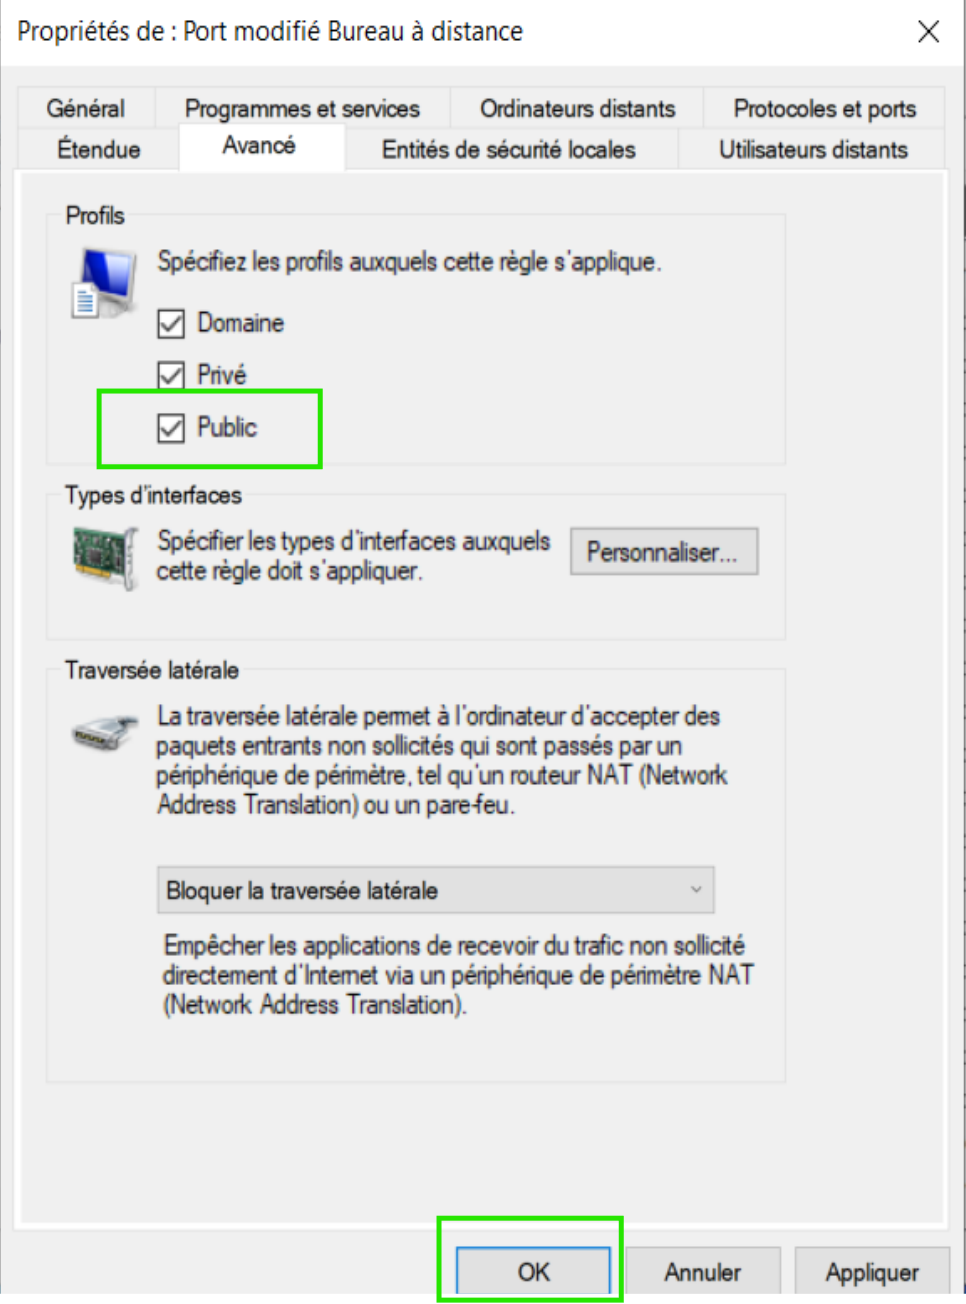 Propriétés de : Port modifié Bureau à distance
Général Programmes et services Ordinateurs distants Protocoles et ports
Étendue Avancé Entités de sécurité locales Utilisateurs distants
Profils
Spécifiez les profils auxquels cette règle s'applique.
Domaine
Privé
Public
Types d'interfaces
Spécifier les types d'interfaces auxquels
cette règle doit s'appliquer.
Personnaliser...
Traversée latérale
La traversée latérale permet à l'ordinateur d'accepter des
paquets entrants non sollicités qui sont passés par un
périphérique de périmètre, tel qu'un routeur NAT (Network
Address Translation) ou un pare-feu.
Bloquer la traversée latérale
Empêcher les applications de recevoir du trafic non sollicité
directement d'Internet via un périphérique de périmètre NAT
(Network Address Translation).
OK Annuler Appliquer